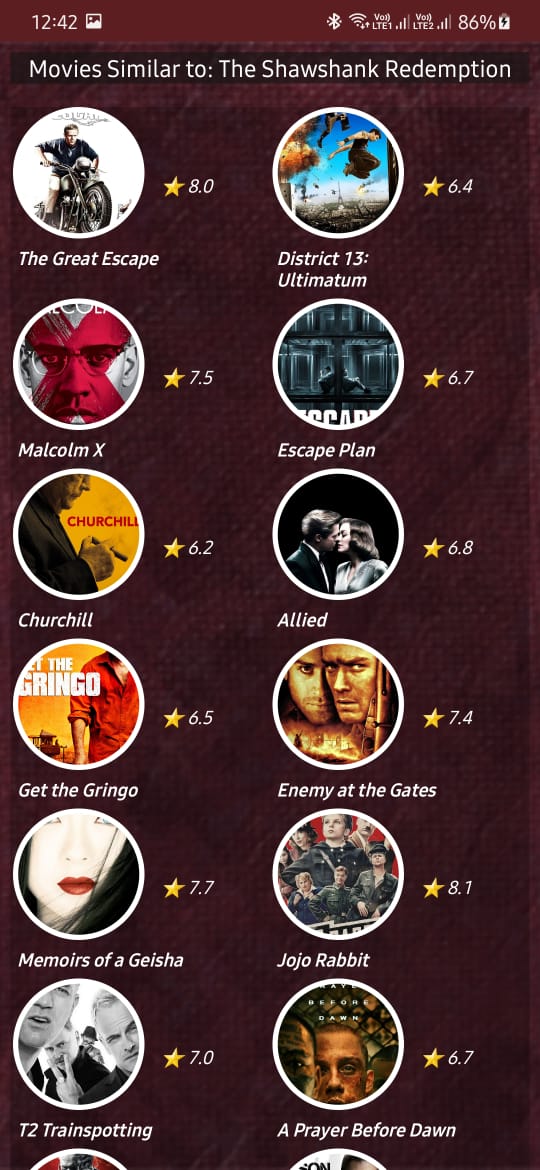 12:42
Vo)) LTE1 Vo)) LTE2 86%
Movies Similar to: The Shawshank Redemption
8.0
6.4
The Great Escape
District 13:
Ultimatum
7.5
6.7
Malcolm X
Escape Plan
CHURCHILL
6.2
6.8
Churchill
Allied
GET THE
GRINGO
6.5
7.4
Get the Gringo
Enemy at the Gates
7.7
8.1
Memoirs of a Geisha
Jojo Rabbit
BEFORE
DAWN
7.0
6.7
T2 Trainspotting
A Prayer Before Dawn